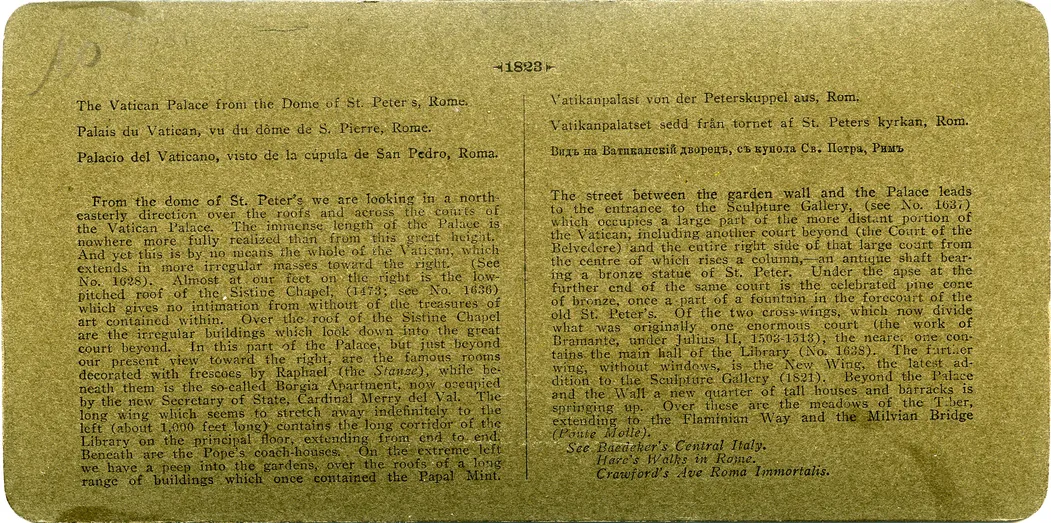 1823
The Vatican Palace from the Dome of St. Peter's, Rome.
Palais du Vatican, vu du dôme de S. Pierre, Rome.
Palacio del Vaticano, visto de la cúpula de San Pedro, Roma.
From the dome of St. Peter's we are looking in a north-
easterly direction over the roofs and across the courts of
the Vatican Palace. The immense length of the Palace is
nowhere more fully realized than from this great height.
And yet this is by no means the whole of the Vatican, which
extends in more irregular masses toward the right. (See
No. 1628). Almost at our feet on the right is the low-
pitched roof of the Sistine Chapel, (1473; see No. 1636)
which gives no intimation from without of the treasures of
art contained within. Over the roof of the Sistine Chapel
are the irregular buildings which look down into the great
court beyond. In this part of the Palace, but just beyond
our present view toward the right, are the famous rooms
decorated with frescoes by Raphael (the Stanze), while be-
neath them is the so-called Borgia Apartment, now occupied
by the new Secretary of State, Cardinal Merry del Val. The
long wing which seems to stretch away indefinitely to the
left (about 1,000 feet long) contains the long corridor of the
Library on the principal floor, extending from end to end.
Beneath are the Pope's coach-houses. On the extreme left
we have a peep into the gardens, over the roofs of a long
range of buildings which once contained the Papal Mint.
Vatikanpalast von der Peterskuppel aus, Rom.
Vatikanpalatset sedd från tornet af St. Peters kyrkan, Rom.
Видъ на Ватиканскій дворецъ, съ купола Св. Петра, Римъ
The street between the garden wall and the Palace leads
to the entrance to the Sculpture Gallery, (see No. 1637)
which occupies a large part of the more distant portion of
the Vatican, including another court beyond (the Court of the
Belvedere) and the entire right side of that large court from
the centre of which rises a column,—an antique shaft bear-
ing a bronze statue of St. Peter. Under the apse at the
further end of the same court is the celebrated pine cone
of bronze, once a part of a fountain in the forecourt of the
old St. Peter's. Of the two cross-wings, which now divide
what was originally one enormous court (the work of
Bramante, under Julius II, 1503-1513), the nearer one con-
tains the main hall of the Library (No. 1638). The further
wing, without windows, is the New Wing, the latest ad-
dition to the Sculpture Gallery (1821). Beyond the Palace
and the Wall a new quarter of tall houses and barracks is
springing up. Over these are the meadows of the Tiber,
extending to the Flaminian Way and the Milvian Bridge
(Ponte Molle).
See Baedeker's Central Italy.
Hare's Walks in Rome.
Crawford's Ave Roma Immortalis.